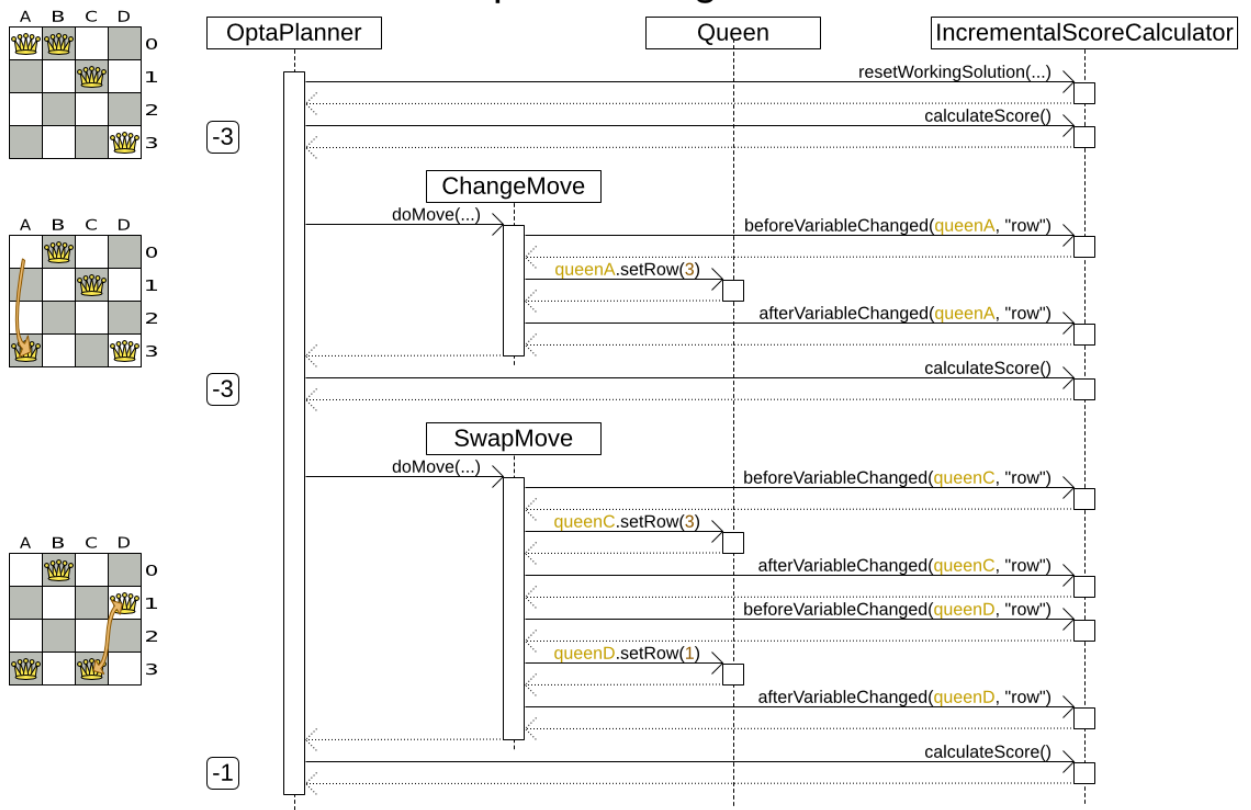 A B C D
OptaPlanner
Queen
IncrementalScoreCalculator
0
1
2
3
resetWorkingSolution(...)
calculateScore()
-3
ChangeMove
A B C D
0
1
2
3
doMove(...)
beforeVariableChanged(queenA, "row")
queenA.setRow(3)
afterVariableChanged(queenA, "row")
calculateScore()
-3
SwapMove
doMove(...)
beforeVariableChanged(queenC, "row")
queenC.setRow(3)
A B C D
0
1
2
3
afterVariableChanged(queenC, "row")
beforeVariableChanged(queenD, "row")
queenD.setRow(1)
afterVariableChanged(queenD, "row")
calculateScore()
-1